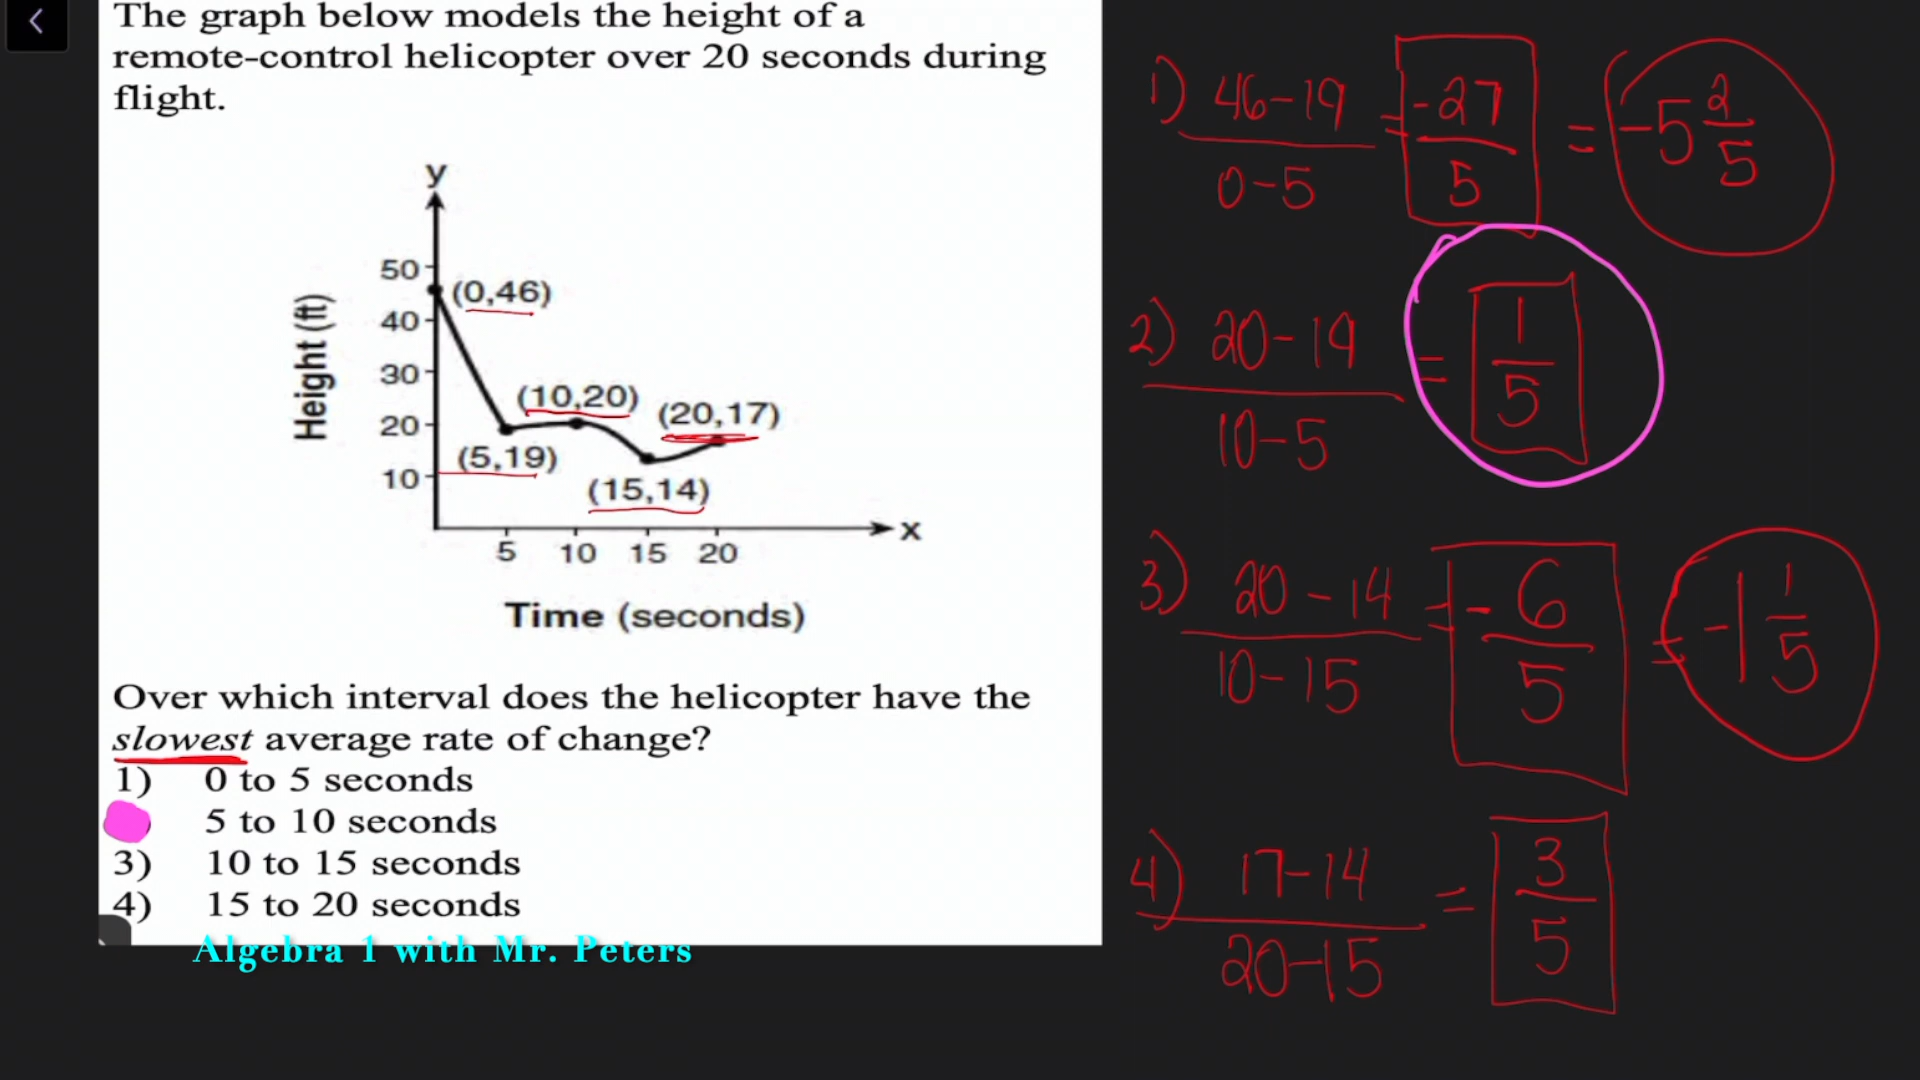 The graph below models the height of a
remote-control helicopter over 20 seconds during
flight.
y
50
(0,46)
40
30
(10,20)
(20,17)
20
(5,19)
10
(15,14)
x
5 10 15 20
Height (ft)
Time (seconds)
Over which interval does the helicopter have the
slowest average rate of change?
1) 0 to 5 seconds
5 to 10 seconds
3) 10 to 15 seconds
4) 15 to 20 seconds
Algebra 1 with Mr. Peters
1) 46-19 = -27 = -5 2
0-5 5 5
2) 20-19 = 1
10-5 5
3) 20-14 = -6 = -1 1
10-15 5 5
4) 17-14 = 3
20-15 5